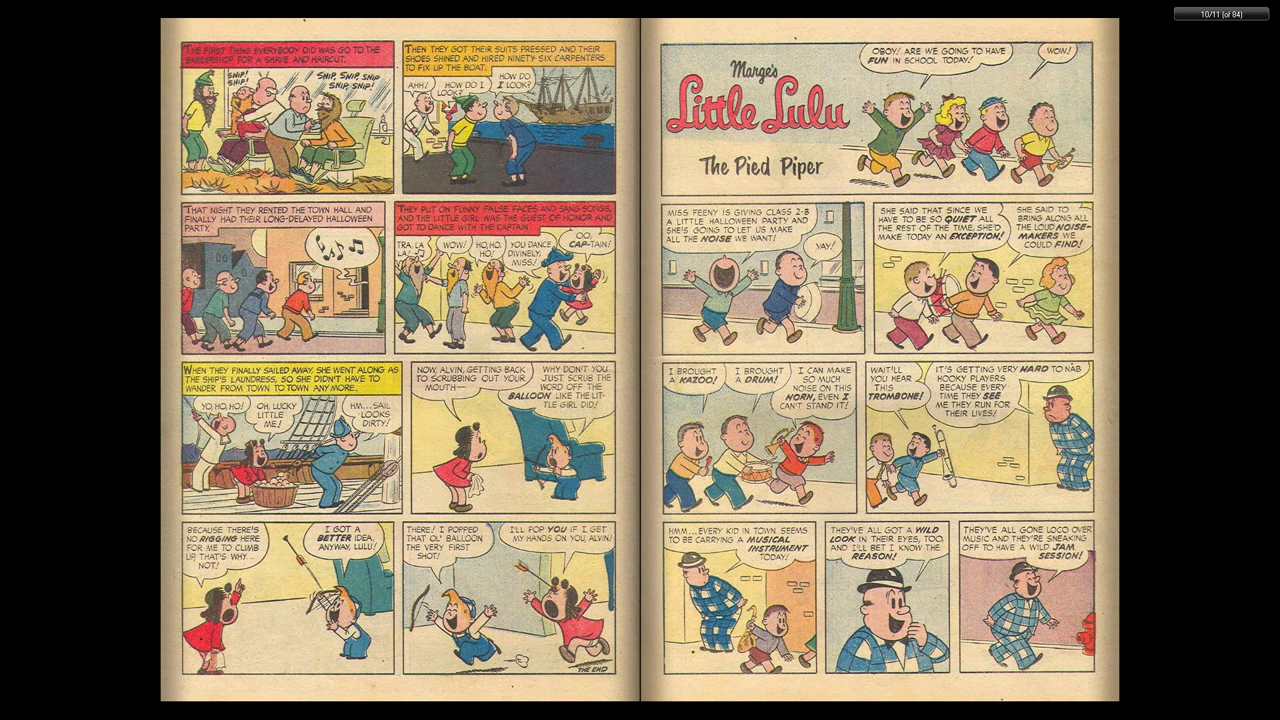 10/11 (of 84)
THE FIRST THING EVERYBODY DID WAS GO TO THE
BARBERSHOP FOR A SHAVE AND HAIRCUT.
SNIP!
SNIP!
SNIP, SNIP, SNIP
SNIP, SNIP!
THEN THEY GOT THEIR SUITS PRESSED AND THEIR
SHOES SHINED AND HIRED NINETY-SIX CARPENTERS
TO FIX UP THE BOAT.
AHH!
HOW DO I
LOOK?
HOW DO
I LOOK?
THAT NIGHT THEY RENTED THE TOWN HALL AND
FINALLY HAD THEIR LONG-DELAYED HALLOWEEN
PARTY.
THEY PUT ON FUNNY FALSE FACES AND SANG SONGS,
AND THE LITTLE GIRL WAS THE GUEST OF HONOR AND
GOT TO DANCE WITH THE CAPTAIN.
TRA, LA
LA
WOW!
HO, HO,
HO!
YOU DANCE
DIVINELY,
MISS!
OO,
CAP-TAIN!
WHEN THEY FINALLY SAILED AWAY, SHE WENT ALONG AS
THE SHIP'S LAUNDRESS, SO SHE DIDN'T HAVE TO
WANDER FROM TOWN TO TOWN ANY MORE.
YO, HO, HO!
OH, LUCKY
LITTLE
ME!
HM...SAIL
LOOKS
DIRTY!
NOW, ALVIN, GETTING BACK
TO SCRUBBING OUT YOUR
MOUTH—
WHY DON'T YOU
JUST SCRUB THE
WORD OFF THE
BALLOON LIKE THE LIT-
TLE GIRL DID!
BECAUSE THERE'S
NO RIGGING HERE
FOR ME TO CLIMB
UP, THAT'S WHY
NOT!
I GOT A
BETTER IDEA,
ANYWAY, LULU!
THERE! I POPPED
THAT OL' BALLOON
THE VERY FIRST
SHOT!
I'LL POP YOU IF I GET
MY HANDS ON YOU, ALVIN!
THE END
Marge's
Little Lulu
The Pied Piper
OBOY! ARE WE GOING TO HAVE
FUN IN SCHOOL TODAY!
WOW!
MISS FEENY IS GIVING CLASS 2-B
A LITTLE HALLOWEEN PARTY AND
SHE'S GOING TO LET US MAKE
ALL THE NOISE WE WANT!
YAY!
SHE SAID THAT SINCE WE
HAVE TO BE SO QUIET ALL
THE REST OF THE TIME, SHE'D
MAKE TODAY AN EXCEPTION!
SHE SAID TO
BRING ALONG ALL
THE LOUD NOISE-
MAKERS WE
COULD FIND!
I BROUGHT
A KAZOO!
I BROUGHT
A DRUM!
I CAN MAKE
SO MUCH
NOISE ON THIS
HORN, EVEN I
CAN'T STAND IT!
WAIT'LL
YOU HEAR
THIS
TROMBONE!
IT'S GETTING VERY HARD TO NAB
HOOKY PLAYERS
BECAUSE EVERY
TIME THEY SEE
ME THEY RUN FOR
THEIR LIVES!
HMM...EVERY KID IN TOWN SEEMS
TO BE CARRYING A MUSICAL
INSTRUMENT
TODAY!
THEY'VE ALL GOT A WILD
LOOK IN THEIR EYES, TOO,
AND I'LL BET I KNOW THE
REASON!
THEY'VE ALL GONE LOCO OVER
MUSIC AND THEY'RE SNEAKING
OFF TO HAVE A WILD JAM
SESSION!